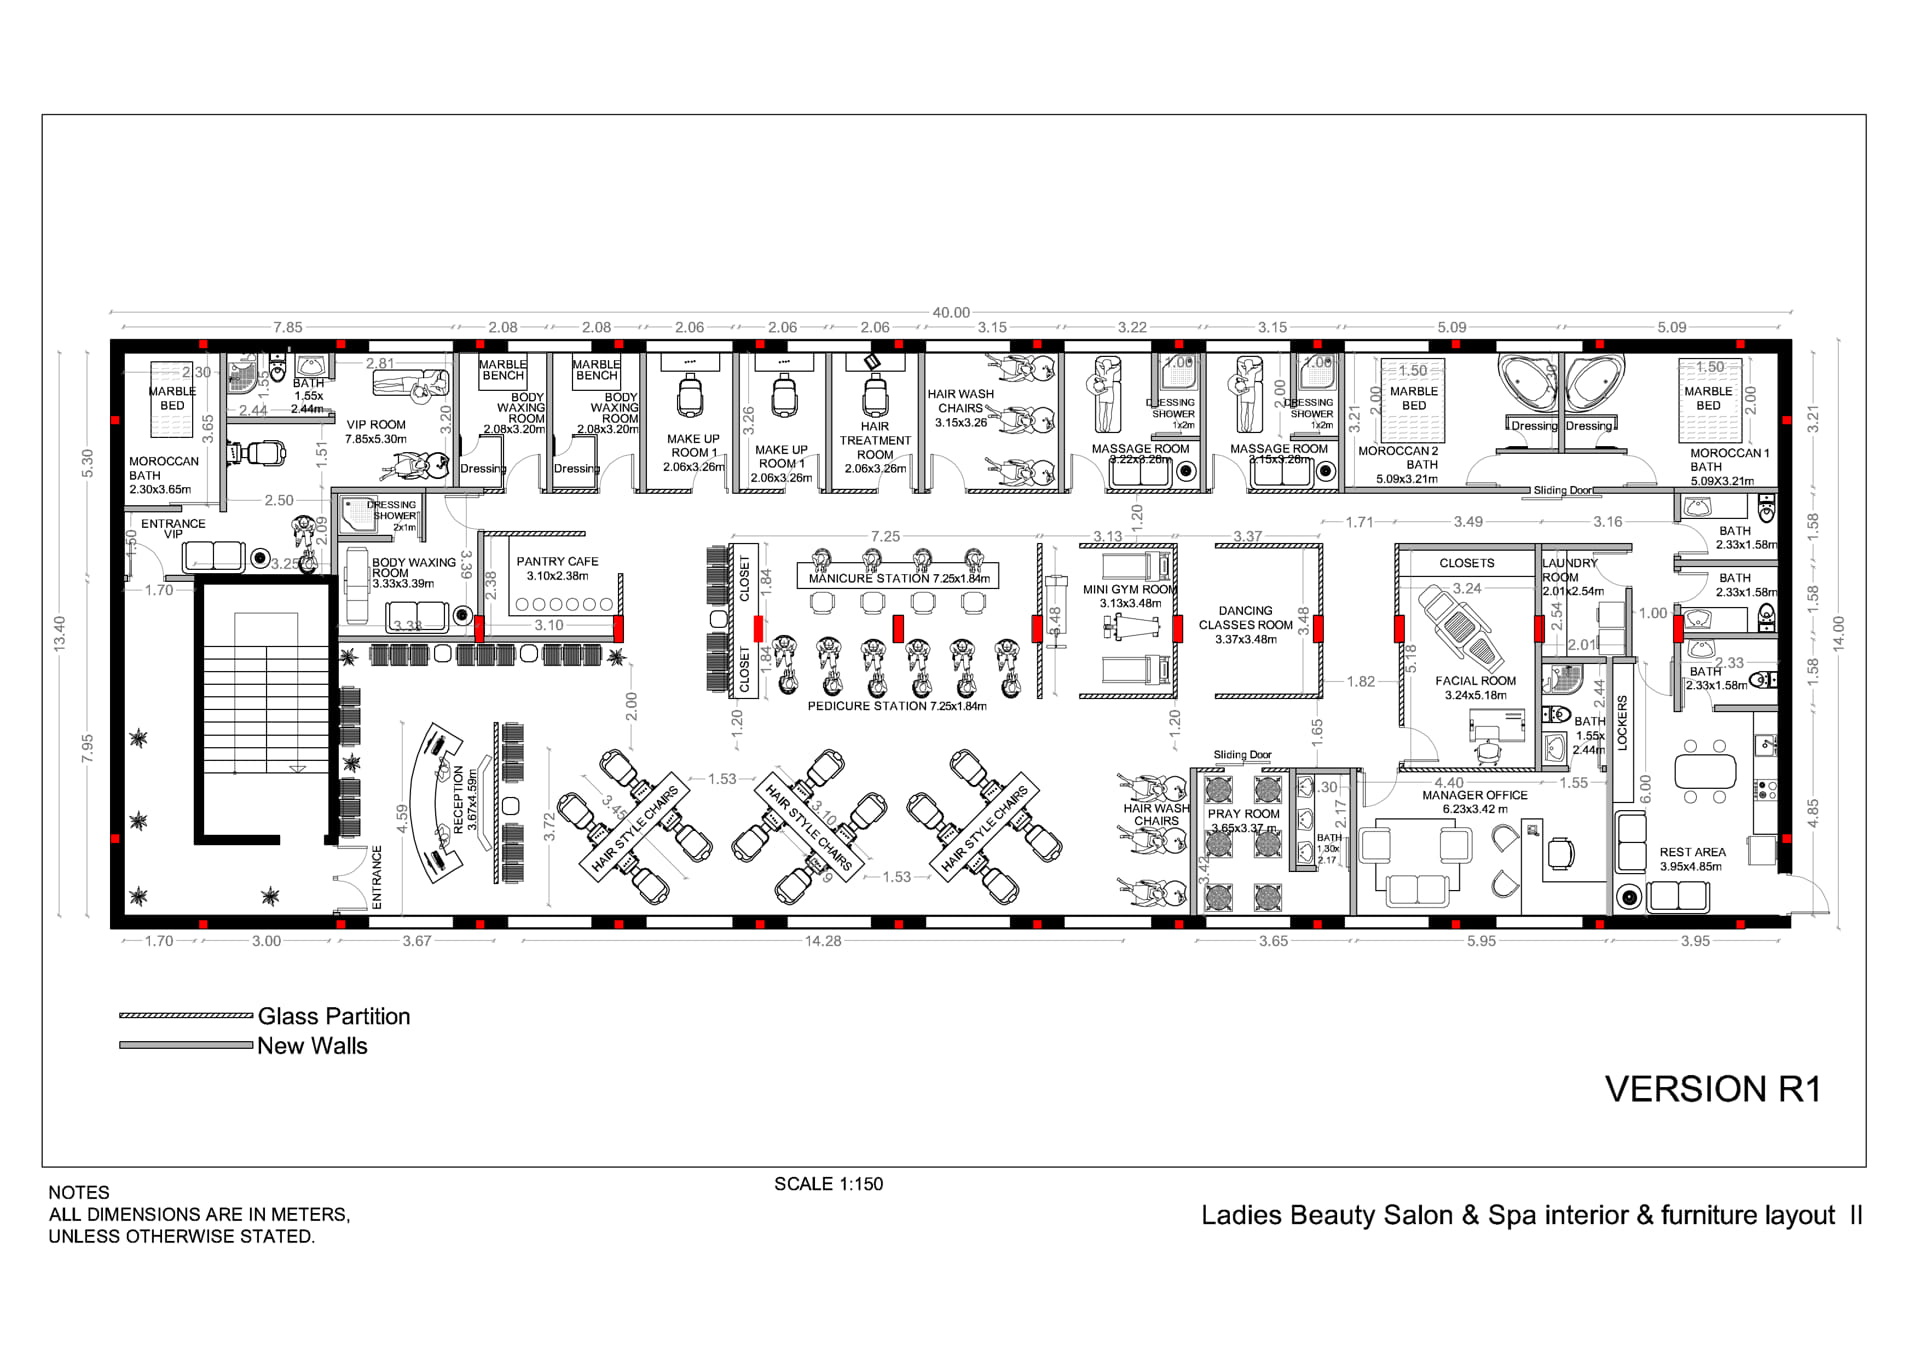 40.00
7.85
2.08
2.08
2.06
2.06
2.06
3.15
3.22
3.15
5.09
5.09
13.40
5.30
7.95
14.00
3.21
1.58
1.58
1.58
4.85
2.30
MARBLE
BED
3.65
MOROCCAN
BATH
2.30x3.65m
1.55
BATH
1.55x
2.44m
2.44
2.81
3.20
VIP ROOM
7.85x5.30m
1.51
2.50
2.09
ENTRANCE
VIP
1.50
3.25
1.70
MARBLE
BENCH
BODY
WAXING
ROOM
2.08x3.20m
Dressing
MARBLE
BENCH
BODY
WAXING
ROOM
2.08x3.20m
Dressing
MAKE UP
ROOM 1
2.06x3.26m
3.26
MAKE UP
ROOM 1
2.06x3.26m
HAIR
TREATMENT
ROOM
2.06x3.26m
HAIR WASH
CHAIRS
3.15x3.26
1.00
DRESSING
SHOWER
1x2m
MASSAGE ROOM
3.22x3.26m
1.00
2.00
DRESSING
SHOWER
1x2m
MASSAGE ROOM
3.15x3.26m
3.21
1.50
2.00
MARBLE
BED
MOROCCAN 2
BATH
5.09x3.21m
Dressing
Dressing
1.50
2.00
MARBLE
BED
MOROCCAN 1
BATH
5.09X3.21m
Sliding Door
DRESSING
SHOWER
2x1m
BODY WAXING
ROOM
3.33x3.39m
3.39
3.33
2.38
PANTRY CAFE
3.10x2.38m
3.10
7.25
CLOSET
1.84
MANICURE STATION 7.25x1.84m
CLOSET
1.84
PEDICURE STATION 7.25x1.84m
1.20
1.20
3.13
3.48
MINI GYM ROOM
3.13x3.48m
3.37
DANCING
CLASSES ROOM
3.37x3.48m
3.48
1.20
1.71
3.49
3.16
CLOSETS
3.24
5.18
FACIAL ROOM
3.24x5.18m
1.82
1.65
LAUNDRY
ROOM
2.01x2.54m
2.54
2.01
1.00
BATH
2.33x1.58m
BATH
2.33x1.58m
2.33
BATH
2.33x1.58m
2.44
BATH
1.55x
2.44m
1.55
LOCKERS
6.00
REST AREA
3.95x4.85m
4.40
MANAGER OFFICE
6.23x3.42 m
Sliding Door
PRAY ROOM
3.65x3.37 m
3.42
2.17
BATH
1.30x
2.17
HAIR WASH
CHAIRS
2.00
4.59
RECEPTION
3.67x4.59m
ENTRANCE
3.72
3.45
HAIR STYLE CHAIRS
1.53
3.10
HAIR STYLE CHAIRS
1.53
HAIR STYLE CHAIRS
1.70
3.00
3.67
14.28
3.65
5.95
3.95
Glass Partition
New Walls
VERSION R1
SCALE 1:150
NOTES
ALL DIMENSIONS ARE IN METERS,
UNLESS OTHERWISE STATED.
Ladies Beauty Salon & Spa interior & furniture layout II